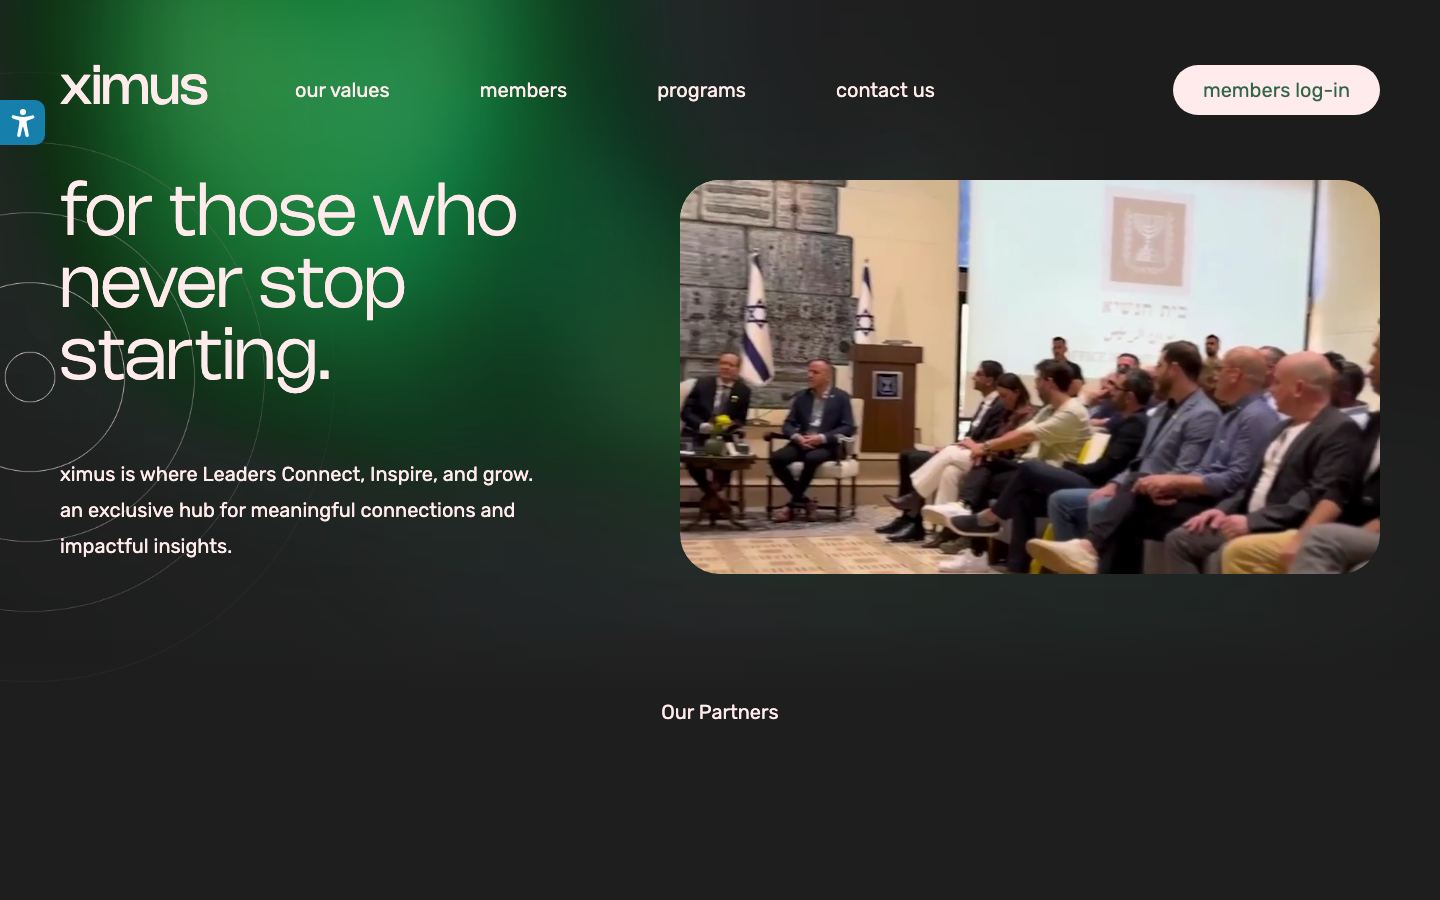 ximus
our values
members
programs
contact us
members log-in
for those who
never stop
starting.
ximus is where Leaders Connect, Inspire, and grow.
an exclusive hub for meaningful connections and
impactful insights.
בית הנשיא
Our Partners